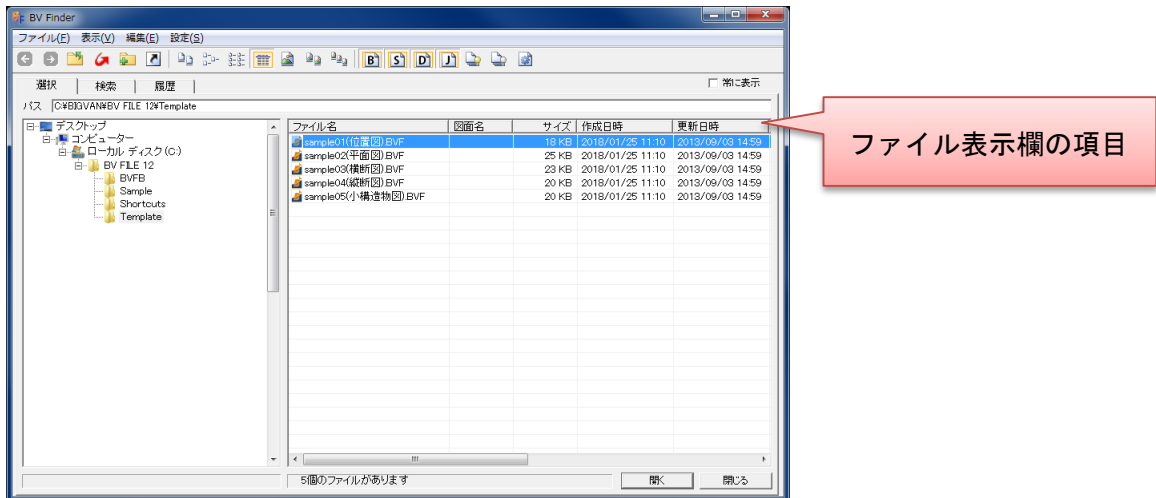 BV Finder
ファイル(F) 表示(V) 編集(E) 設定(S)
B S D J
選択 検索 履歴 常に表示
パス C:¥BIGVAN¥BV FILE 12¥Template
デスクトップ
コンピューター
ローカル ディスク (C:)
BV FILE 12
BVFB
Sample
Shortcuts
Template
ファイル名 図面名 サイズ 作成日時 更新日時
sample01(位置図).BVF 18 KB 2018/01/25 11:10 2013/09/03 14:59
sample02(平面図).BVF 25 KB 2018/01/25 11:10 2013/09/03 14:59
sample03(横断図).BVF 23 KB 2018/01/25 11:10 2013/09/03 14:59
sample04(縦断図).BVF 20 KB 2018/01/25 11:10 2013/09/03 14:59
sample05(小構造物図).BVF 20 KB 2018/01/25 11:10 2013/09/03 14:59
5個のファイルがあります 開く 閉じる
ファイル表示欄の項目